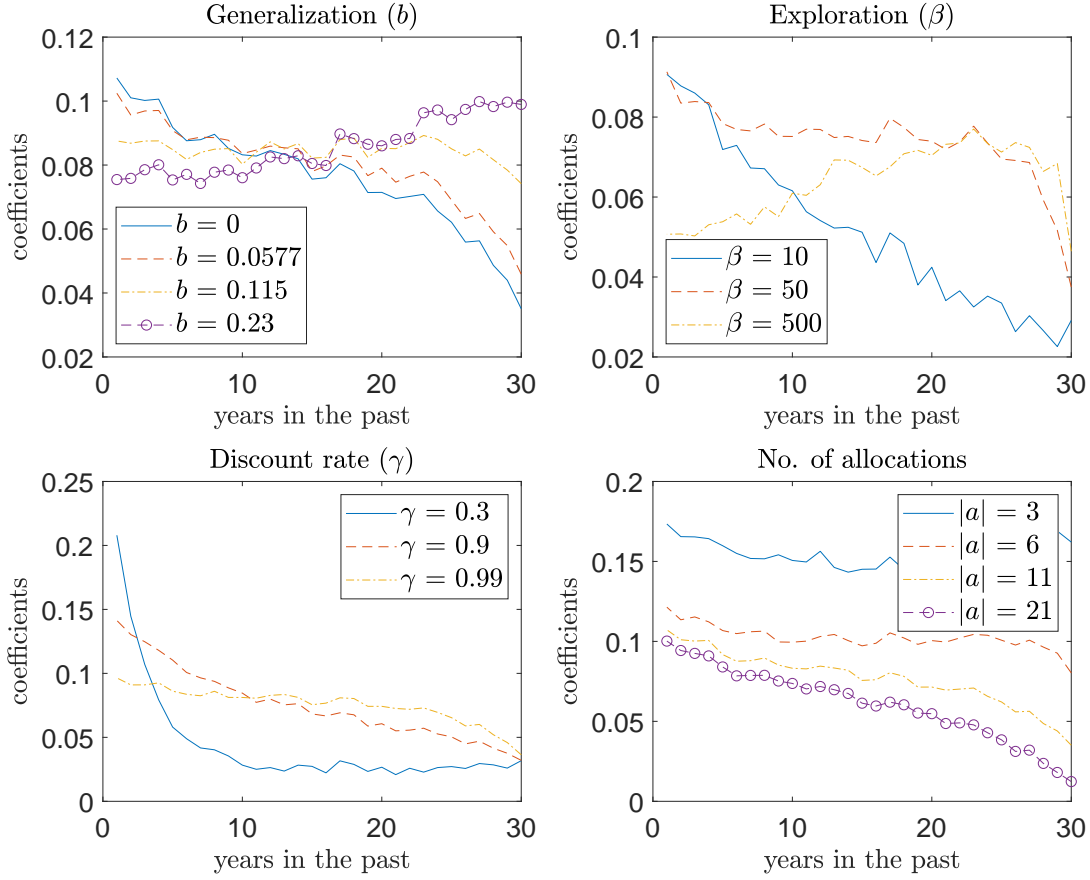 Generalization (b)
0.12
0.1
0.08
0.06
0.04
0.02
coefficients
b = 0
b = 0.0577
b = 0.115
b = 0.23
0 10 20 30
years in the past
Exploration (β)
0.1
0.08
0.06
0.04
0.02
coefficients
β = 10
β = 50
β = 500
0 10 20 30
years in the past
Discount rate (γ)
0.25
0.2
0.15
0.1
0.05
0
coefficients
γ = 0.3
γ = 0.9
γ = 0.99
0 10 20 30
years in the past
No. of allocations
0.2
0.15
0.1
0.05
0
coefficients
|a| = 3
|a| = 6
|a| = 11
|a| = 21
0 10 20 30
years in the past